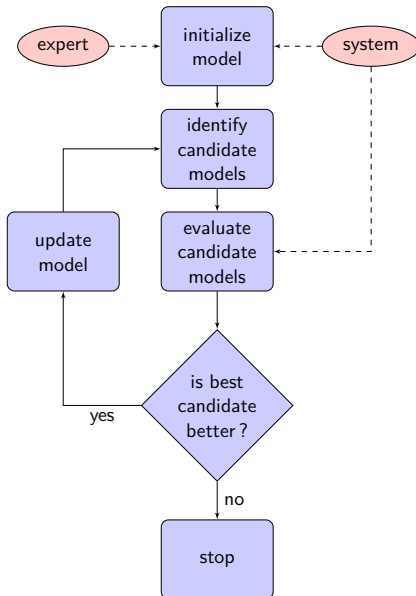 expert
initialize
model
system
identify
candidate
models
evaluate
candidate
models
update
model
is best
candidate
better ?
yes
no
stop